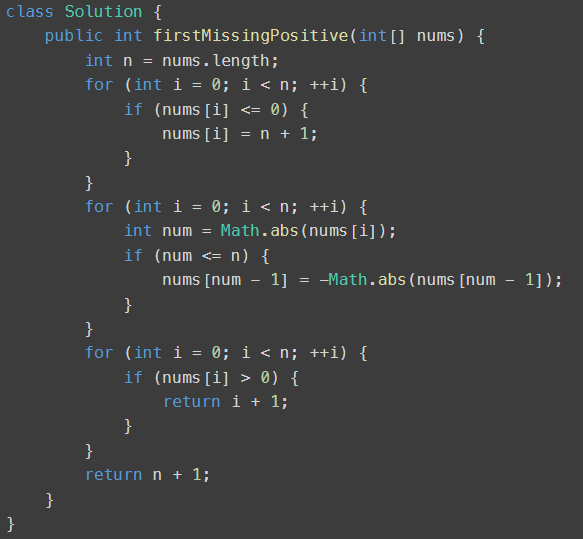 class Solution {
    public int firstMissingPositive(int[] nums) {
        int n = nums.length;
        for (int i = 0; i < n; ++i) {
            if (nums[i] <= 0) {
                nums[i] = n + 1;
            }
        }
        for (int i = 0; i < n; ++i) {
            int num = Math.abs(nums[i]);
            if (num <= n) {
                nums[num - 1] = -Math.abs(nums[num - 1]);
            }
        }
        for (int i = 0; i < n; ++i) {
            if (nums[i] > 0) {
                return i + 1;
            }
        }
        return n + 1;
    }
}